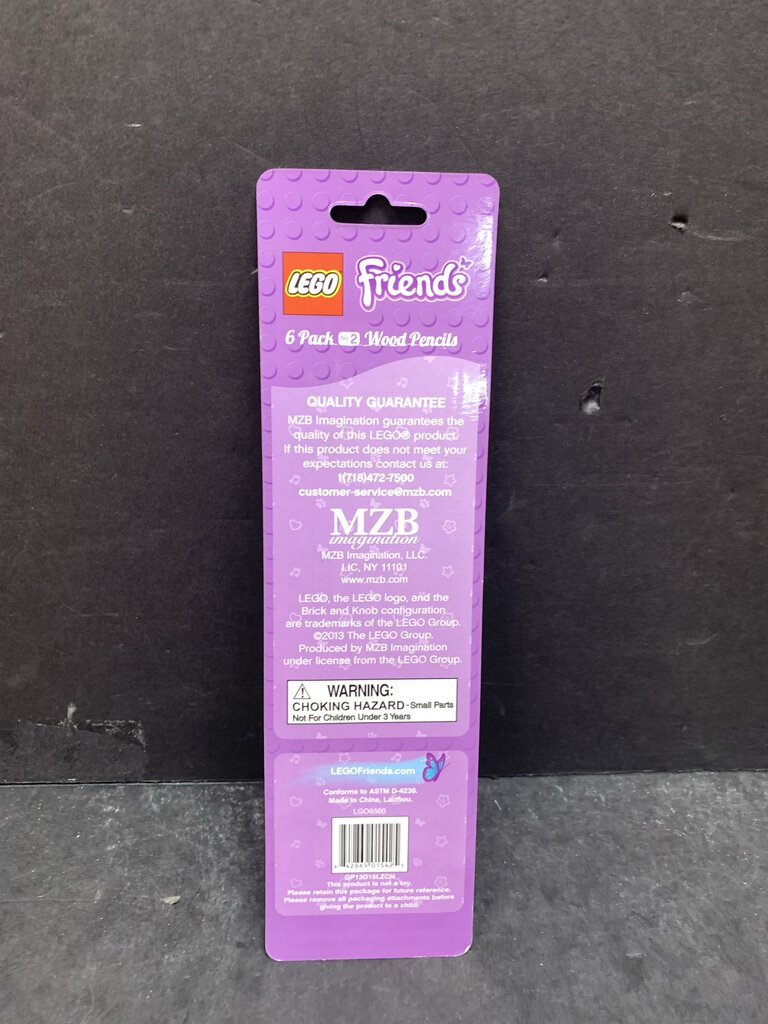 LEGO Friends
6 Pack No. 2 Wood Pencils
QUALITY GUARANTEE
MZB Imagination guarantees the
quality of this LEGO® product.
If this product does not meet your
expectations contact us at:
1(718)472-7500
customer-service@mzb.com
MZB
imagination
MZB Imagination, LLC.
LIC, NY 11101
www.mzb.com
LEGO, the LEGO logo, and the
Brick and Knob configuration
are trademarks of the LEGO Group.
©2013 The LEGO Group.
Produced by MZB Imagination
under license from the LEGO Group.
WARNING:
CHOKING HAZARD - Small Parts
Not For Children Under 3 Years
LEGOFriends.com
Conforms to ASTM D-4236.
Made in China, Laizhou.
LGO6560
42669 01542
GP13D15LZCN
This product is not a toy.
Please retain this package for future reference.
Please remove all packaging attachments before
giving the product to a child.